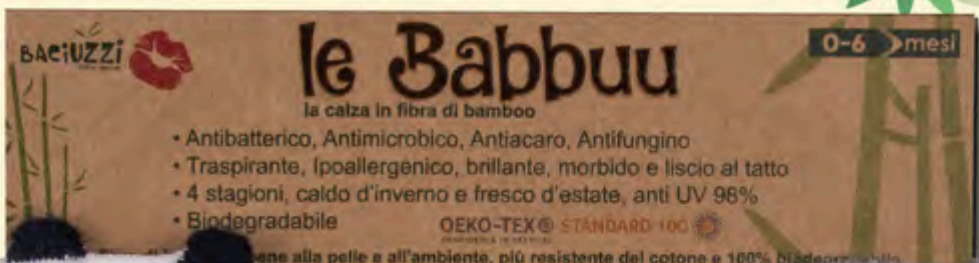 BACiUZZi
le Babbuu
0-6 mesi
la calza in fibra di bamboo
• Antibatterico, Antimicrobico, Antiacaro, Antifungino
• Traspirante, Ipoallergenico, brillante, morbido e liscio al tatto
• 4 stagioni, caldo d'inverno e fresco d'estate, anti UV 98%
• Biodegradabile
OEKO-TEX® STANDARD 100
alla pelle e all'ambiente, più resistente del cotone e 100% biodegradabile